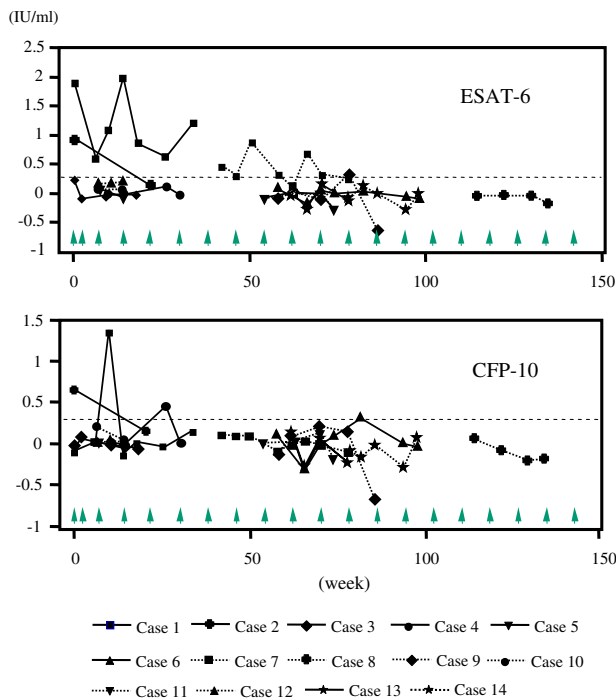 (IU/ml)
2.5
2
1.5
1
0.5
0
-0.5
-1
ESAT-6
0 50 100 150
1.5
1
0.5
0
-0.5
-1
CFP-10
0 50 100 150
(week)
Case 1 Case 2 Case 3 Case 4 Case 5
Case 6 Case 7 Case 8 Case 9 Case 10
Case 11 Case 12 Case 13 Case 14